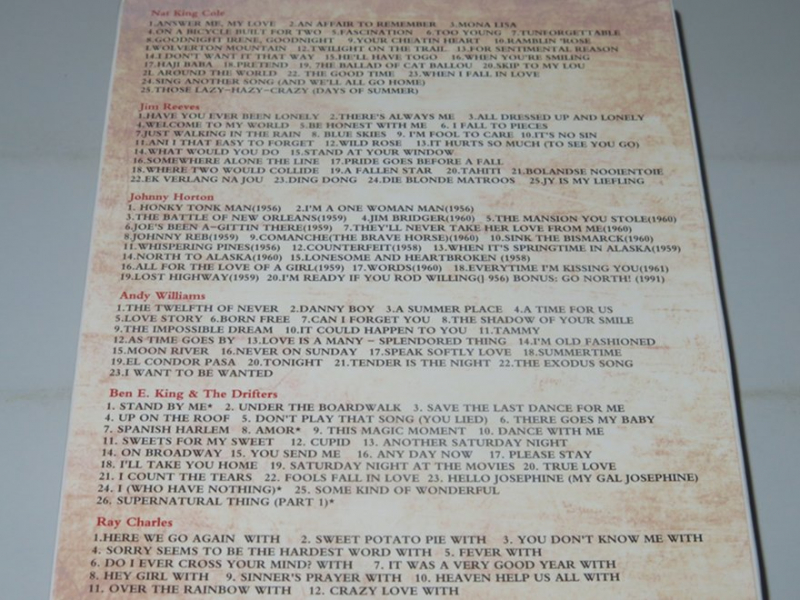 Nat King Cole
1.ANSWER ME, MY LOVE 2.AN AFFAIR TO REMEMBER 3.MONA LISA
4.ON A BICYCLE BUILT FOR TWO 5.FASCINATION 6.TOO YOUNG 7.TUNFORGETTABLE
8.GOODNIGHT IRENE, GOODNIGHT 9.YOUR CHEATIN HEART 10.RAMBLIN 'ROSE
1.WOLVERTON MOUNTAIN 12.TWILIGHT ON THE TRAIL 13.FOR SENTIMENTAL REASON
14.I DON'T WANT IT THAT WAY 15.HE'LL HAVE TOGO 16.WHEN YOU'RE SMILING
17.HAJI BABA 18.PRETEND 19.7HE BALLAD OF CAT BALLOU 20.SKIP TO MY LOU
21. AROUND THE WORLD 22. THE GOOD TIME 23.WHEN I FALL IN LOVE
24.SING ANOTHER SONG (AND WE'LL ALL GO HOME)
25.THOSE LAZY-HAZY-CRAZY (DAYS OF SUMMER)
Jim Reeves
1.HAVE YOU EVER BEEN LONELY 2.THERE'S ALWAYS ME 3.ALL DRESSED UP AND LONELY
4.WELCOME TO MY WORLD 5.BE HONEST WITH ME 6.I FALL TO PIECES
7.JUST WALKING IN THE RAIN 8. BLUE SKIES 9.I'M FOOL TO CARE 10.IT'S NO SIN
11.ANI I THAT EASY TO FORGET 12.WILD ROSE 13.IT HURTS SO MUCH (TO SEE YOU GO)
14.WHAT WOULD YOU DO 15.STAND AT YOUR WINDOW
16.SOMEWHERE ALONE THE LINE 17.PRIDE GOES BEFORE A FALL
18.WHERE TWO WOULD COLLIDE 19.A FALLEN STAR 20.TAHITI 21.BOLANDSE NOOIENTOIE
22.EK VERLANG NA JOU 23.DING DONG 24.DIE BLONDE MATROOS 25.JY IS MY LIEFLING
Johnny Horton
1. HONKY TONK MAN(1956) 2.I'M A ONE WOMAN MAN(1956)
3.THE BATTLE OF NEW ORLEANS(1959) 4.JIM BRIDGER(1960) 5.THE MANSION YOU STOLE(1960)
6.JOE'S BEEN A-GITTIN THERE(1959) 7.THEY'LL NEVER TAKE HER LOVE FROM ME(1960)
8.JOHNNY REB(1959) 9.COMANCHE(THE BRAVE HORSE)(1960) 10.SINK THE BISMARCK(1960)
11.WHISPERING PINES(1956) 12.COUNTERFEIT(1958) 13.WHEN IT'S SPRINGTIME IN ALASKA(1959)
14.NORTH TO ALASKA(1960) 15.LONESOME AND HEARTBROKEN (1958)
16.ALL FOR THE LOVE OF A GIRL(1959) 17.WORDS(1960) 18.EVERYTIME I'M KISSING YOU(1961)
19.LOST HIGHWAY(1959) 20.I'M READY IF YOU ROD WILLING() 956) BONUS: GO NORTH! (1991)
Andy Williams
1.THE TWELFTH OF NEVER 2.DANNY BOY 3.A SUMMER PLACE 4.A TIME FOR US
5.LOVE STORY 6.BORN FREE 7.CAN I FORGET YOU 8.THE SHADOW OF YOUR SMILE
9.THE IMPOSSIBLE DREAM 10.IT COULD HAPPEN TO YOU 11.TAMMY
12.AS TIME GOES BY 13.LOVE IS A MANY - SPLENDORED THING 14.I'M OLD FASHIONED
15.MOON RIVER 16.NEVER ON SUNDAY 17.SPEAK SOFTLY LOVE 18.SUMMERTIME
19.EL CONDOR PASA 20.TONIGHT 21.TENDER IS THE NIGHT 22.THE EXODUS SONG
23.I WANT TO BE WANTED
Ben E. King & The Drifters
1. STAND BY ME* 2. UNDER THE BOARDWALK 3. SAVE THE LAST DANCE FOR ME
4. UP ON THE ROOF 5. DON'T PLAY THAT SONG (YOU LIED) 6. THERE GOES MY BABY
7. SPANISH HARLEM 8. AMOR* 9. THIS MAGIC MOMENT 10. DANCE WITH ME
11. SWEETS FOR MY SWEET 12. CUPID 13. ANOTHER SATURDAY NIGHT
14. ON BROADWAY 15. YOU SEND ME 16. ANY DAY NOW 17. PLEASE STAY
18. I'LL TAKE YOU HOME 19. SATURDAY NIGHT AT THE MOVIES 20. TRUE LOVE
21. I COUNT THE TEARS 22. FOOLS FALL IN LOVE 23. HELLO JOSEPHINE (MY GAL JOSEPHINE)
24. I (WHO HAVE NOTHING)* 25. SOME KIND OF WONDERFUL
26. SUPERNATURAL THING (PART 1)*
Ray Charles
1.HERE WE GO AGAIN WITH 2. SWEET POTATO PIE WITH 3. YOU DON'T KNOW ME WITH
4. SORRY SEEMS TO BE THE HARDEST WORD WITH 5. FEVER WITH
6. DO I EVER CROSS YOUR MIND? WITH 7. IT WAS A VERY GOOD YEAR WITH
8. HEY GIRL WITH 9. SINNER'S PRAYER WITH 10. HEAVEN HELP US ALL WITH
11. OVER THE RAINBOW WITH 12. CRAZY LOVE WITH